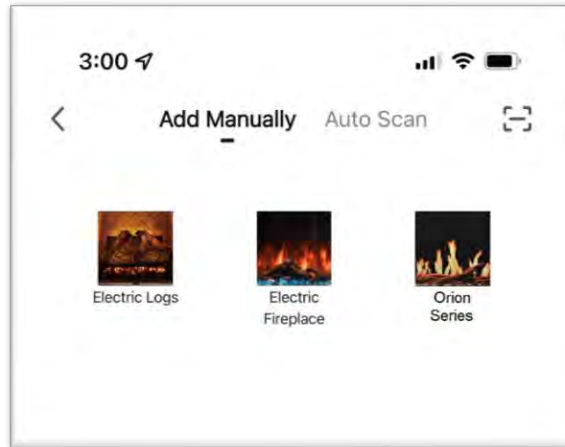 3:00
Add Manually Auto Scan
Electric Logs
Electric
Fireplace
Orion
Series